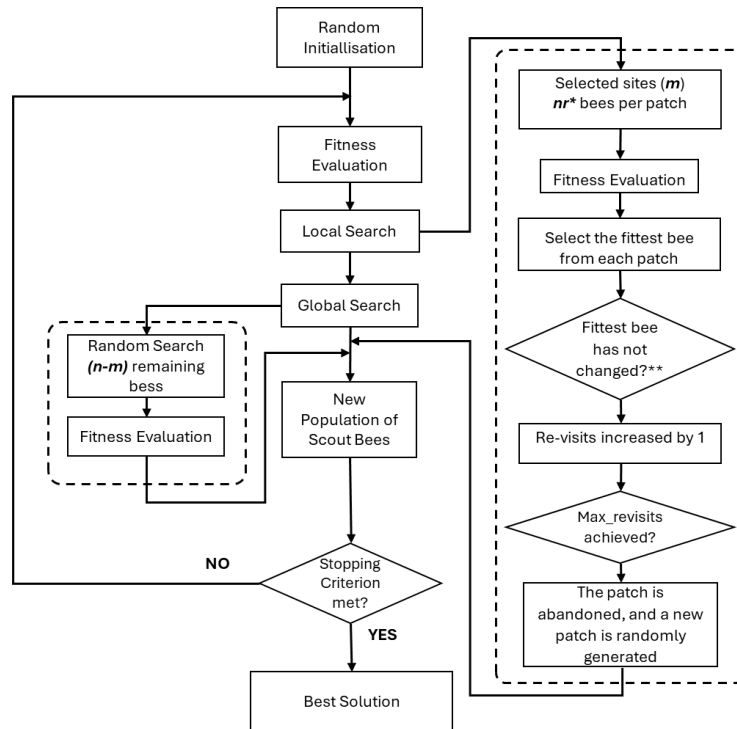 Random
Initiallisation
Fitness
Evaluation
Local Search
Global Search
Random Search
(n-m) remaining
bess
Fitness Evaluation
New
Population of
Scout Bees
NO
Stopping
Criterion
met?
YES
Best Solution
Selected sites (m)
nr* bees per patch
Fitness Evaluation
Select the fittest bee
from each patch
Fittest bee
has not
changed?**
Re-visits increased by 1
Max_revisits
achieved?
The patch is
abandoned, and a new
patch is randomly
generated